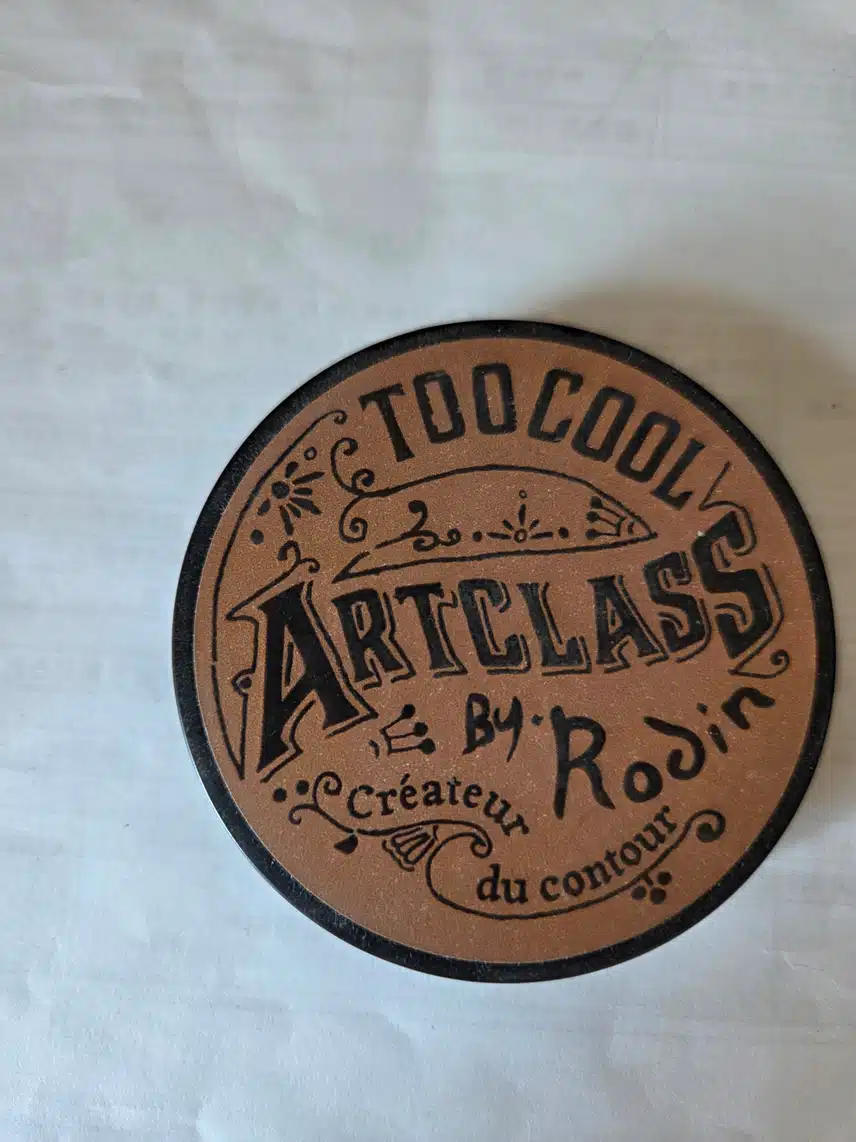 TOO COOL
ARTCLASS
By. Rodin
Créateur
du contour